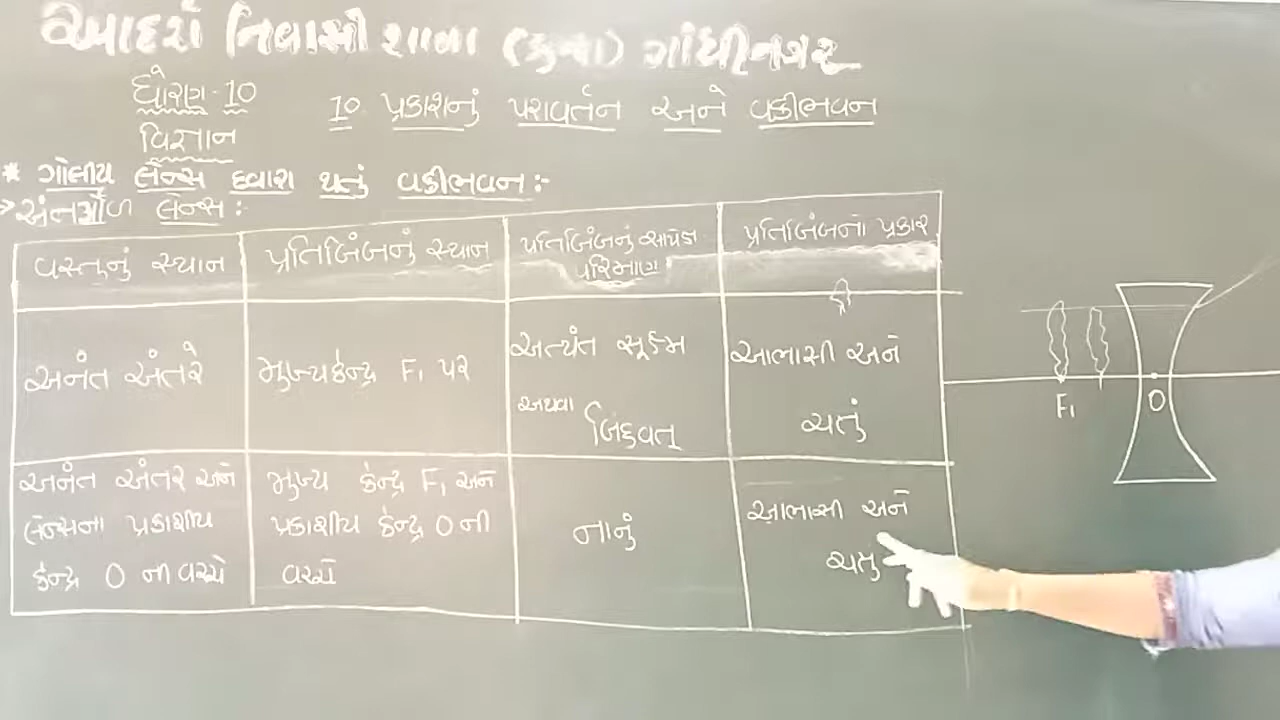 આદર્શ નિવાસી શાળા (કન્યા) ગાંધીનગર
ધોરણ-10
10 પ્રકાશનું પરાવર્તન અને વક્રીભવન
વિજ્ઞાન
* ગોલીય લેન્સ દ્વારા થતું વક્રીભવન:-
→ અંતર્ગોળ લેન્સ:-
વસ્તુનું સ્થાન
પ્રતિબિંબનું સ્થાન
પ્રતિબિંબનું સાપેક્ષ
પરિમાણ
પ્રતિબિંબનો પ્રકાર
અનંત અંતરે
મુખ્યકેન્દ્ર F₁ પર
અત્યંત સૂક્ષ્મ
અથવા બિંદુવત્
આભાસી અને
ચતું
અનંત અંતર અને
લેન્સના પ્રકાશીય
કેન્દ્ર O ની વચ્ચે
મુખ્ય કેન્દ્ર F₁ અને
પ્રકાશીય કેન્દ્ર O ની
વચ્ચે
નાનું
આભાસી અને
ચતુ
F₁
O